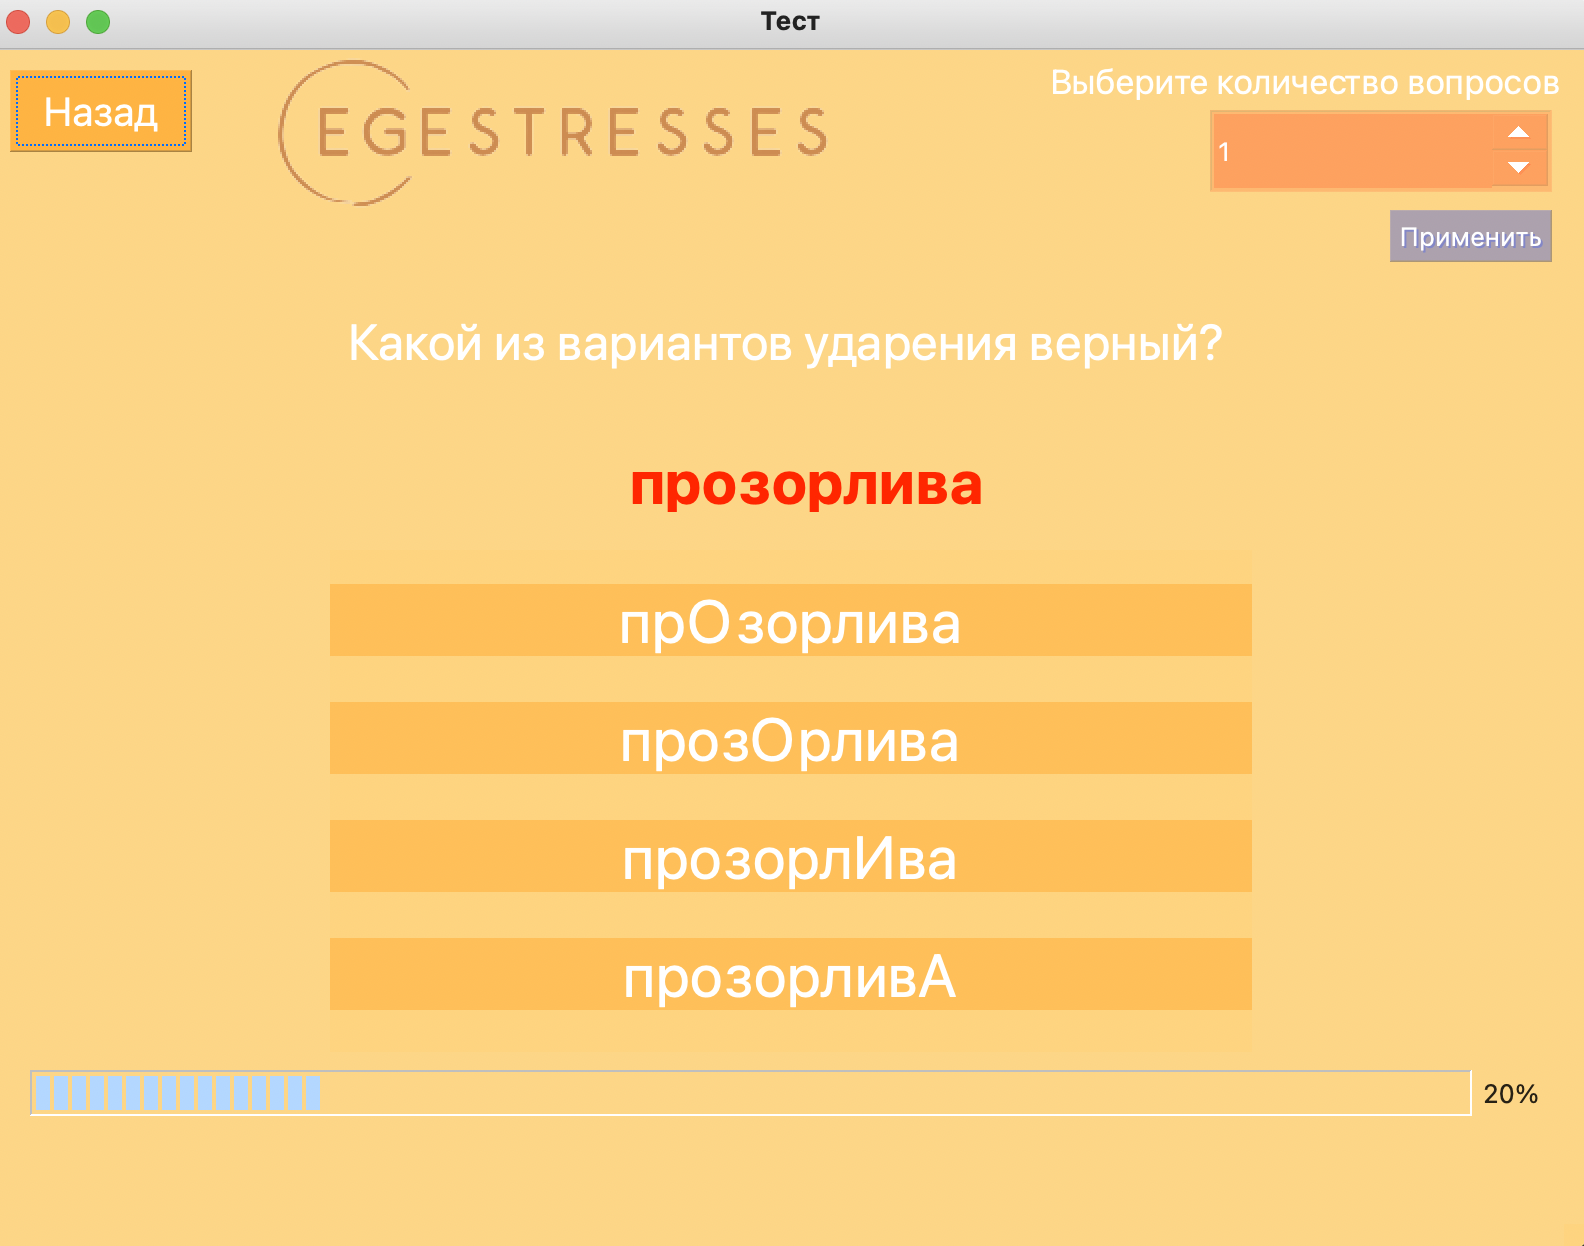 Тест
Назад
EGESTRESSES
Выберите количество вопросов
1
Применить
Какой из вариантов ударения верный?
прозорлива
прОзорлива
прозОрлива
прозорлИва
прозорливА
20%